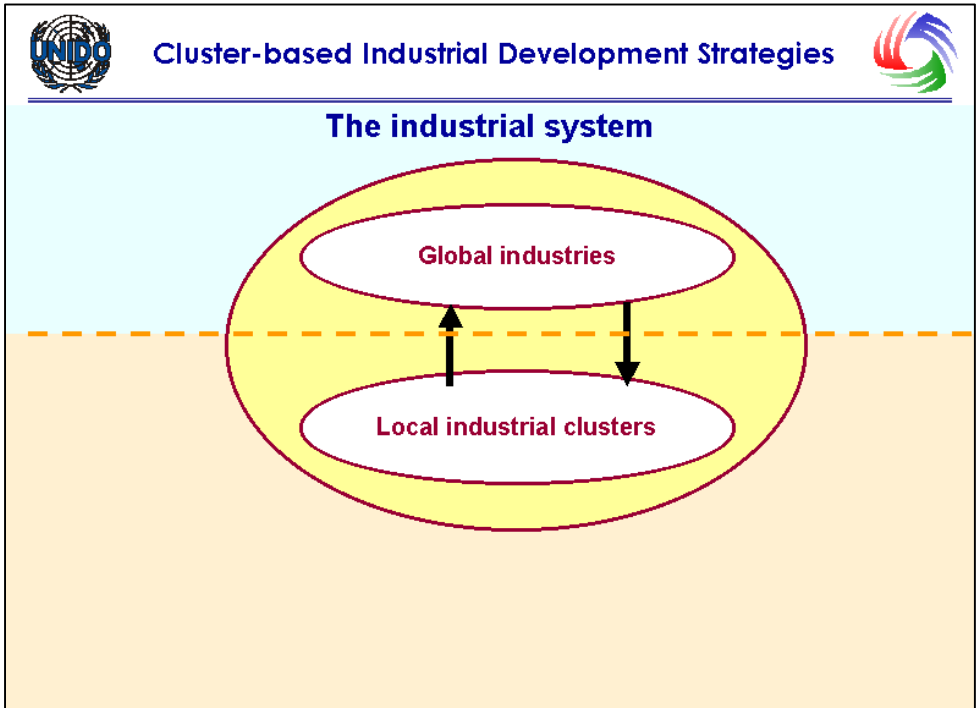 UNIDO
Cluster-based Industrial Development Strategies
The industrial system
Global industries
Local industrial clusters